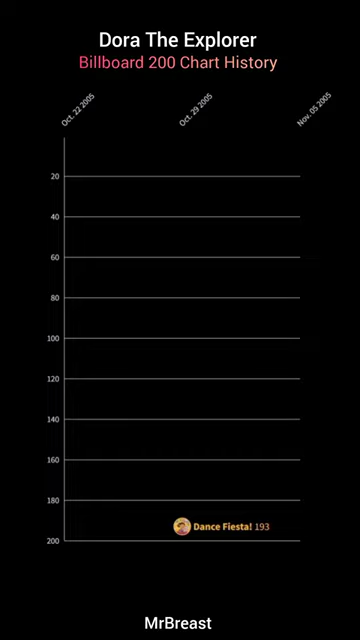 Dora The Explorer
Billboard 200 Chart History
Oct. 22 2005
Oct. 29 2005
Nov. 05 2005
20
40
60
80
100
120
140
160
180
Dance Fiesta! 193
200
MrBreast